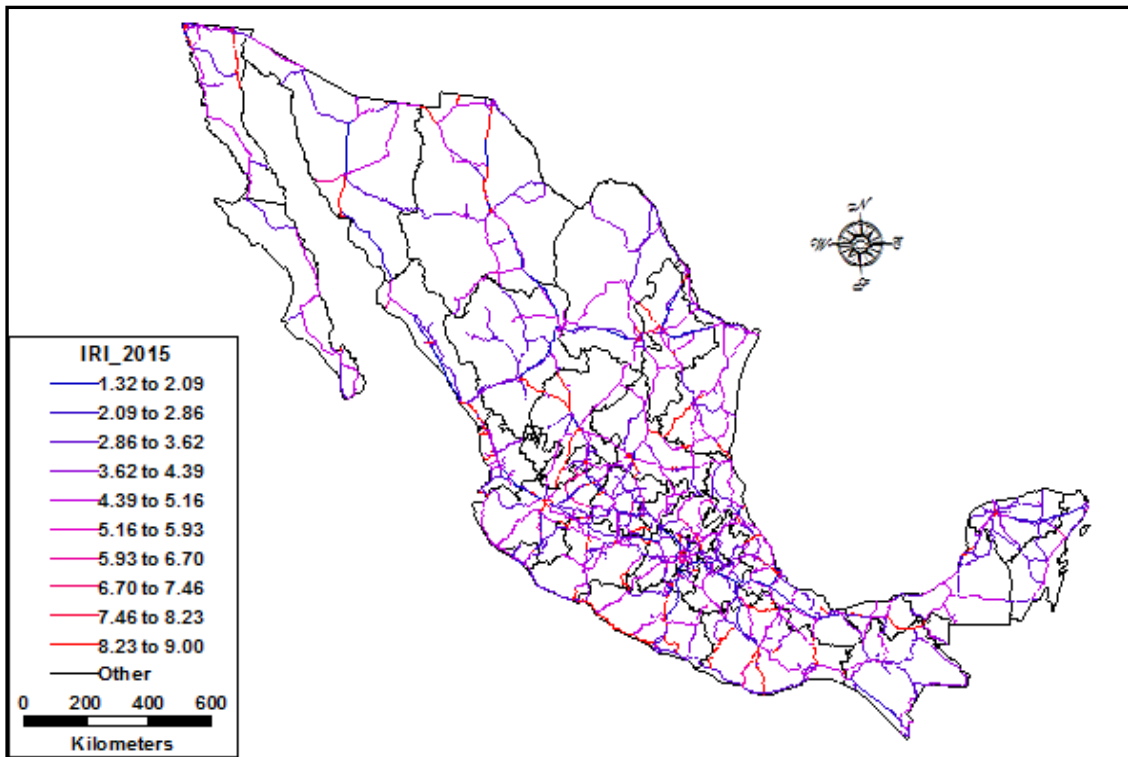 N
W
E
S
IRI_2015
1.32 to 2.09
2.09 to 2.86
2.86 to 3.62
3.62 to 4.39
4.39 to 5.16
5.16 to 5.93
5.93 to 6.70
6.70 to 7.46
7.46 to 8.23
8.23 to 9.00
Other
0 200 400 600
Kilometers